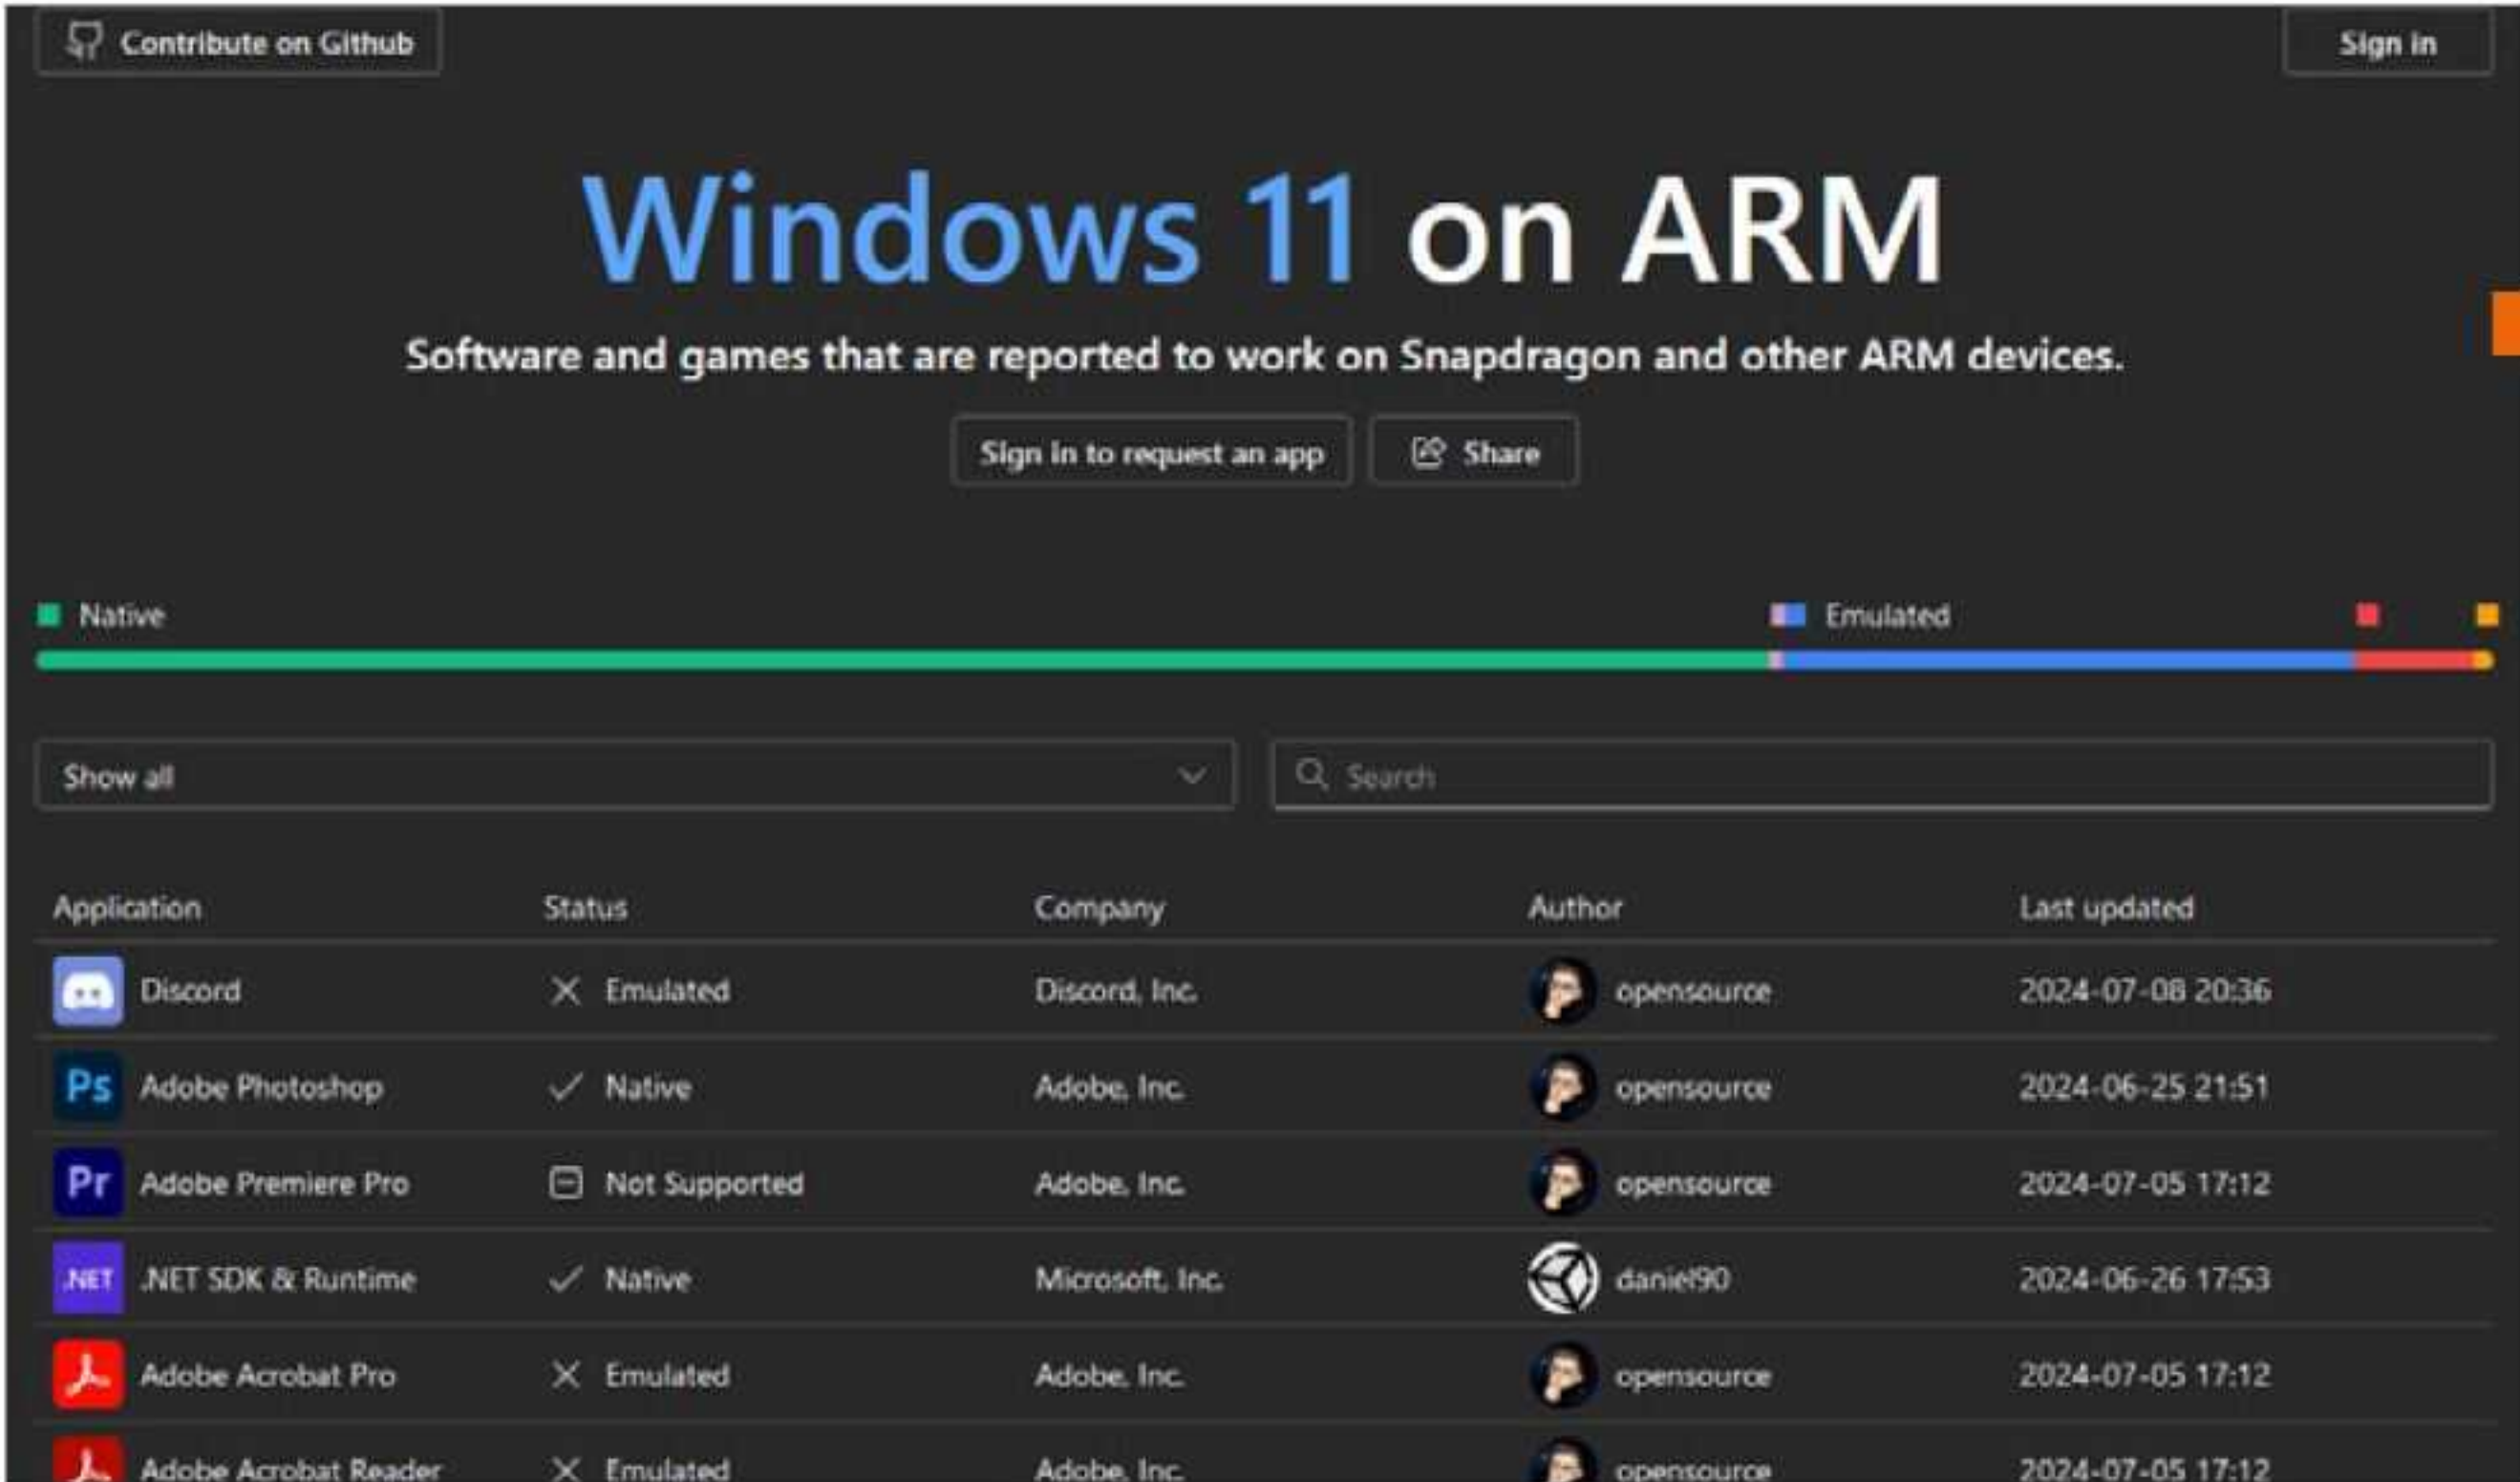 Contribute on Github
Sign in
Windows 11 on ARM
Software and games that are reported to work on Snapdragon and other ARM devices.
Sign in to request an app
Share
Native
Emulated
Show all
Search
Application Status Company Author Last updated
Discord Emulated Discord, Inc. opensource 2024-07-08 20:36
Ps Adobe Photoshop Native Adobe, Inc. opensource 2024-06-25 21:51
Pr Adobe Premiere Pro Not Supported Adobe, Inc. opensource 2024-07-05 17:12
.NET .NET SDK & Runtime Native Microsoft, Inc. daniel90 2024-06-26 17:53
Adobe Acrobat Pro Emulated Adobe, Inc. opensource 2024-07-05 17:12
Adobe Acrobat Reader Emulated Adobe, Inc. opensource 2024-07-05 17:12